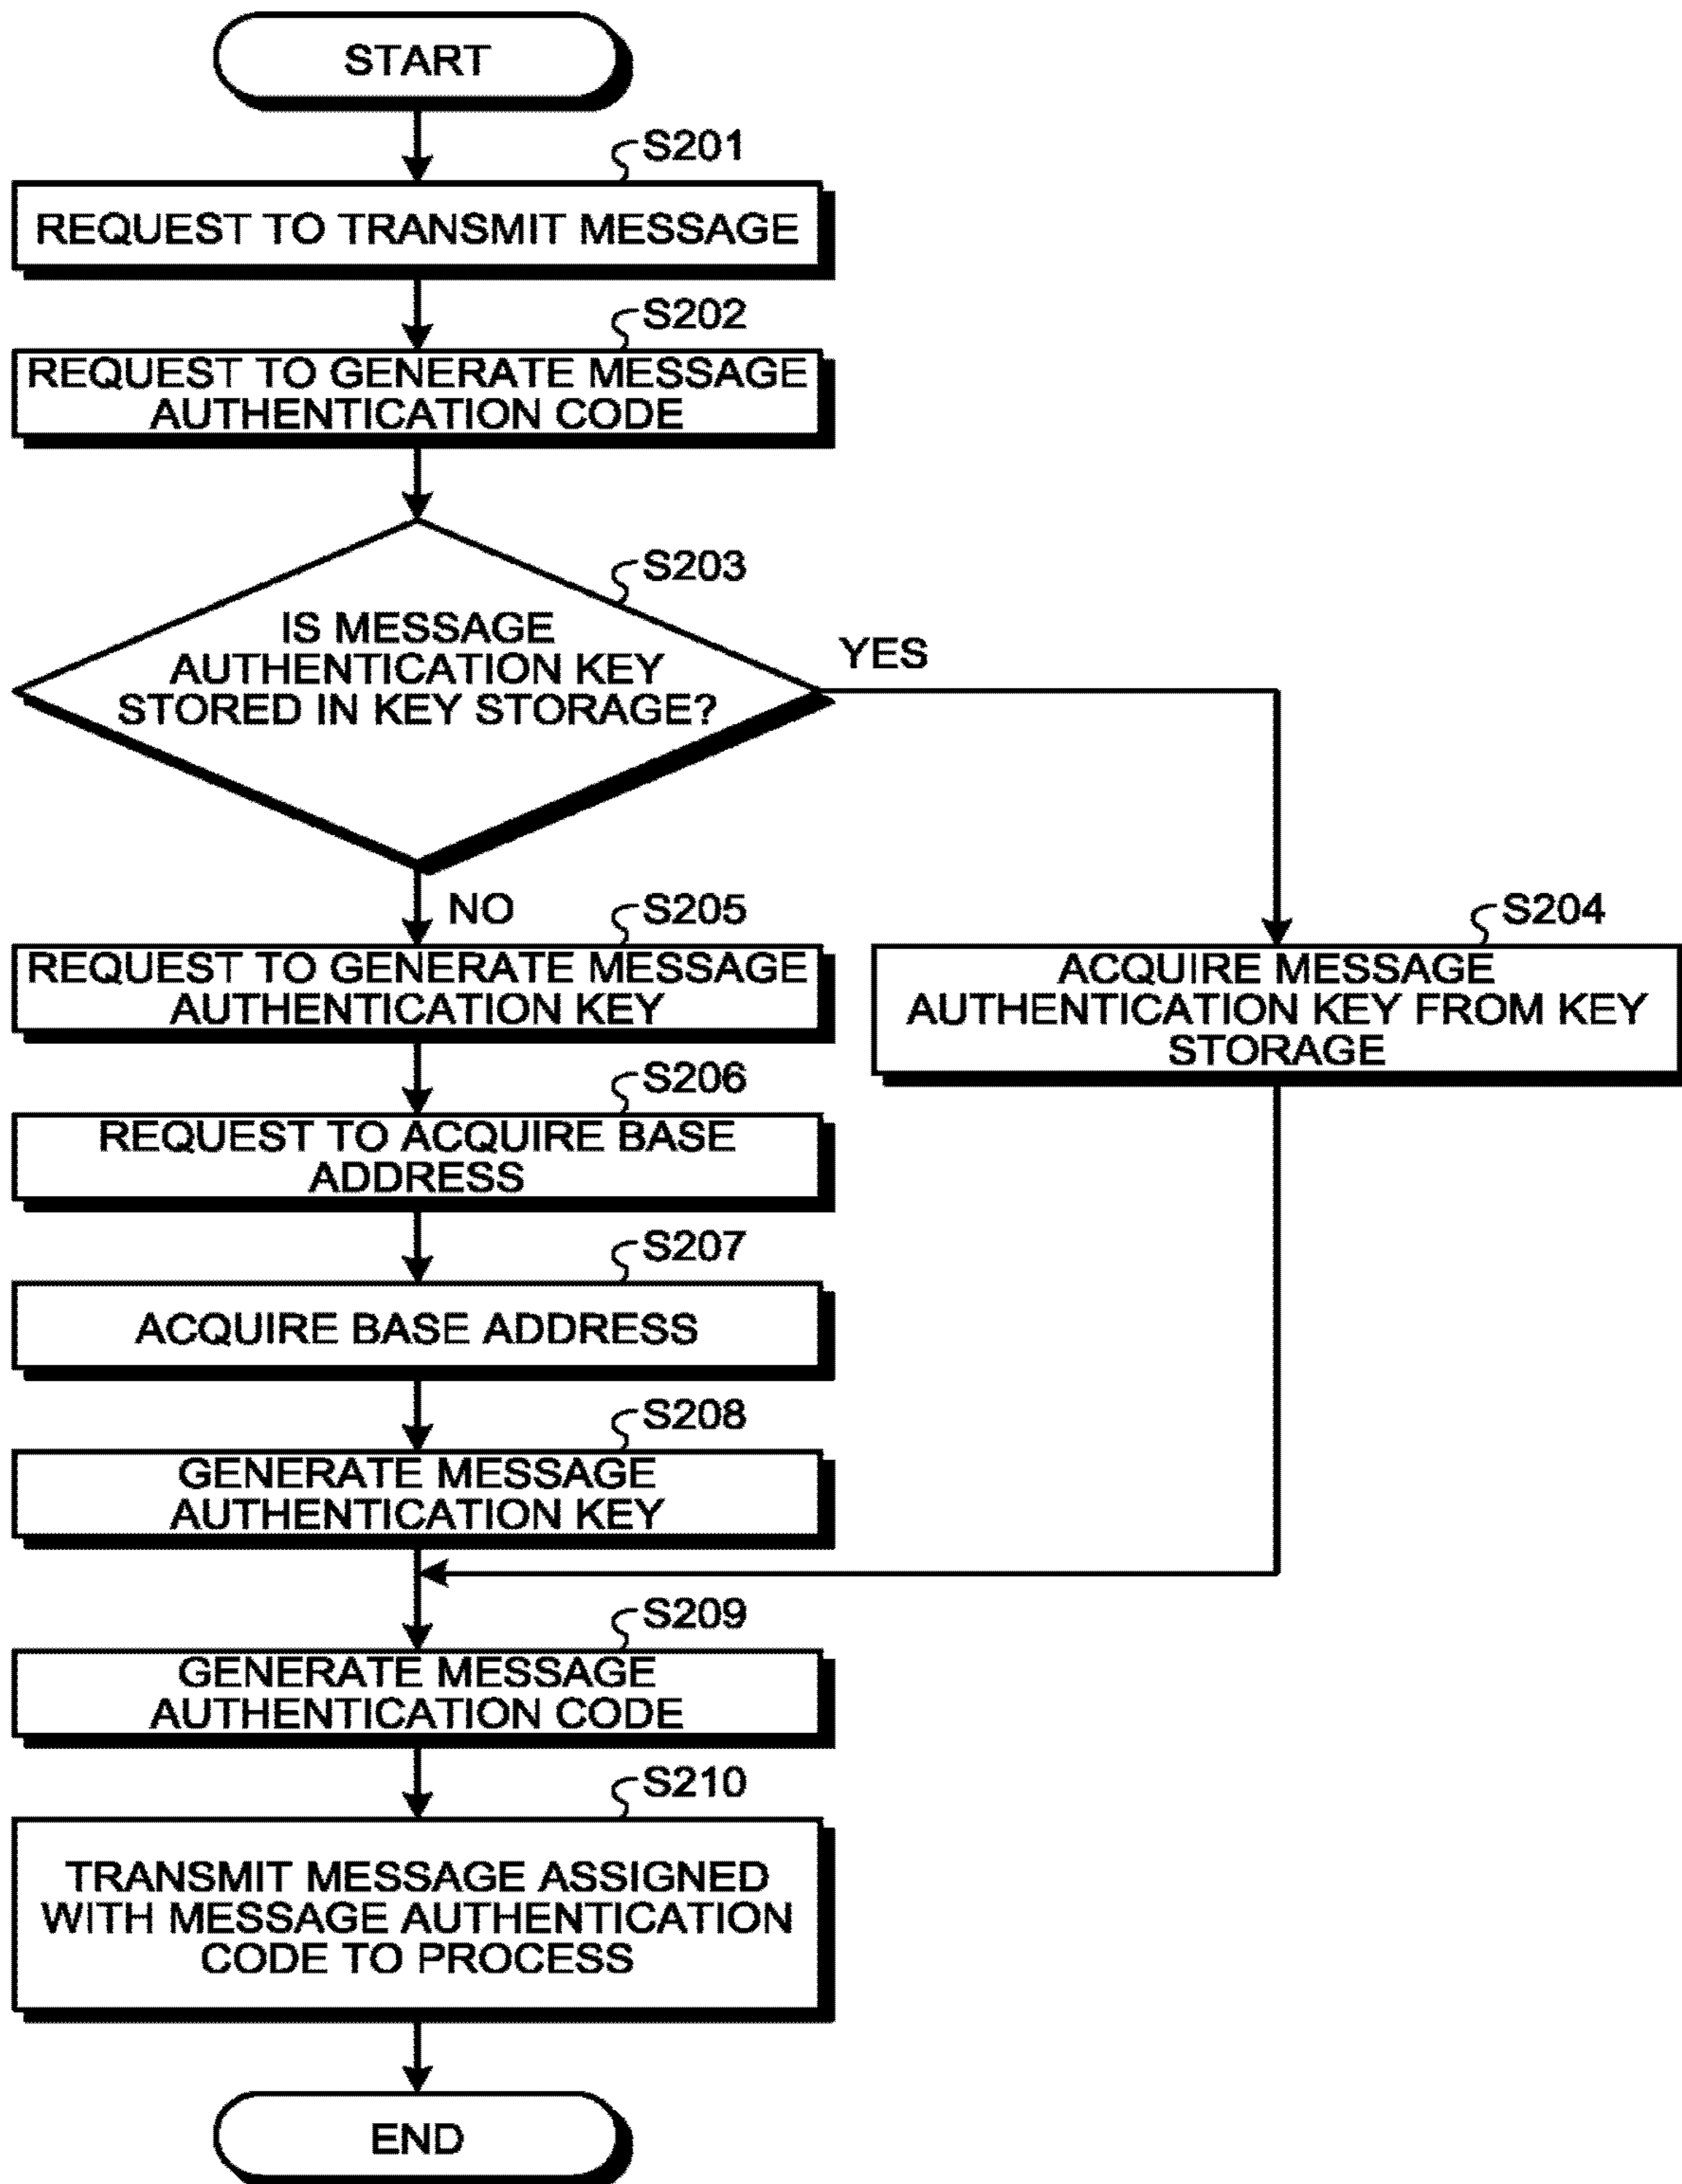 START
S201
REQUEST TO TRANSMIT MESSAGE
S202
REQUEST TO GENERATE MESSAGE
AUTHENTICATION CODE
S203
IS MESSAGE
AUTHENTICATION KEY
STORED IN KEY STORAGE?
YES
NO
S205
REQUEST TO GENERATE MESSAGE
AUTHENTICATION KEY
S204
ACQUIRE MESSAGE
AUTHENTICATION KEY FROM KEY
STORAGE
S206
REQUEST TO ACQUIRE BASE
ADDRESS
S207
ACQUIRE BASE ADDRESS
S208
GENERATE MESSAGE
AUTHENTICATION KEY
S209
GENERATE MESSAGE
AUTHENTICATION CODE
S210
TRANSMIT MESSAGE ASSIGNED
WITH MESSAGE AUTHENTICATION
CODE TO PROCESS
END